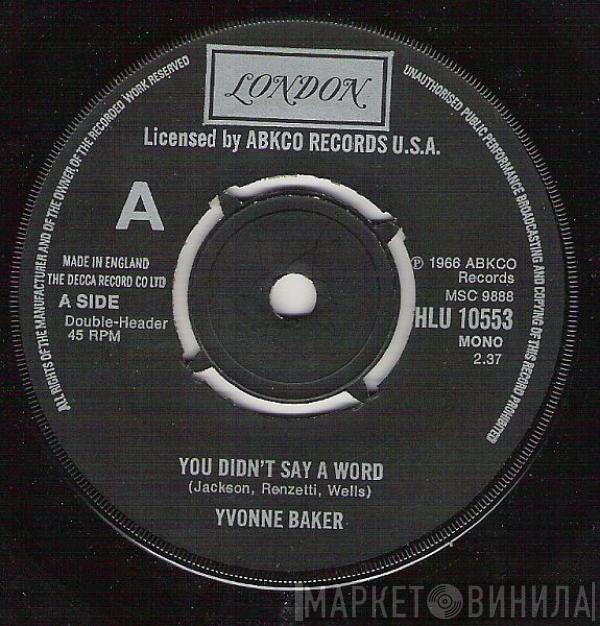 LONDON
Licensed by ABKCO RECORDS U.S.A.
A
MADE IN ENGLAND
THE DECCA RECORD CO LTD
A SIDE
Double-Header
45 RPM
℗ 1966 ABKCO
Records
MSC 9888
HLU 10553
MONO
2.37
YOU DIDN'T SAY A WORD
(Jackson, Renzetti, Wells)
YVONNE BAKER
ALL RIGHTS OF THE MANUFACTURER AND OF THE OWNER OF THE RECORDED WORK RESERVED
UNAUTHORISED PUBLIC PERFORMANCE BROADCASTING AND COPYING OF THIS RECORD PROHIBITED
МАРКЕТ ВИНИЛА